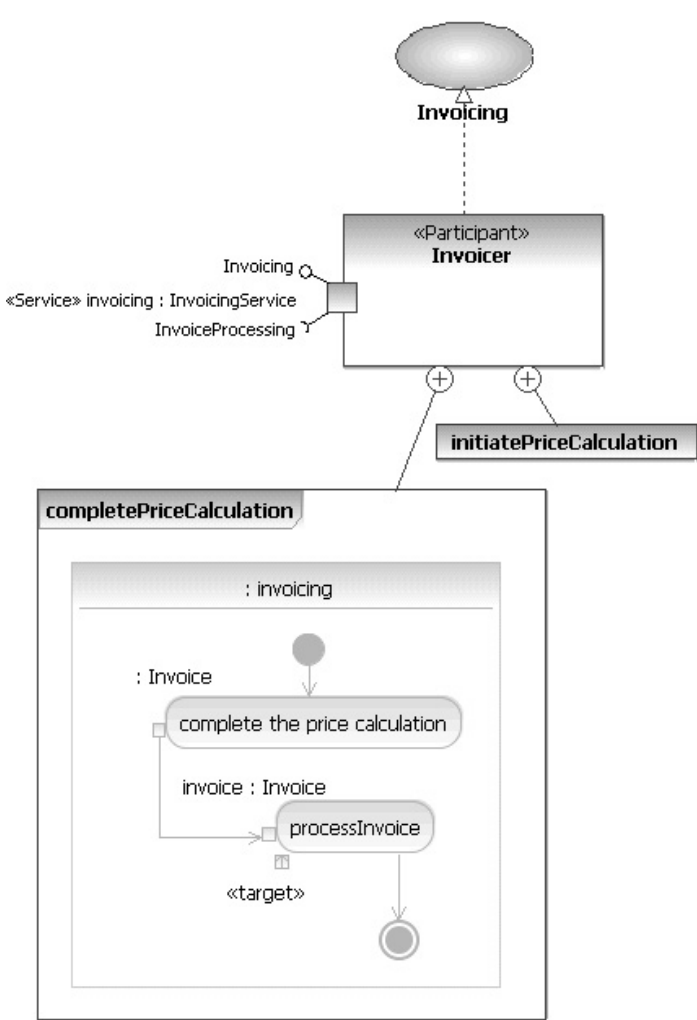 Invoicing
«Participant»
Invoicer
Invoicing
«Service» invoicing : InvoicingService
InvoiceProcessing
initiatePriceCalculation
completePriceCalculation
: invoicing
: Invoice
complete the price calculation
invoice : Invoice
processInvoice
«target»